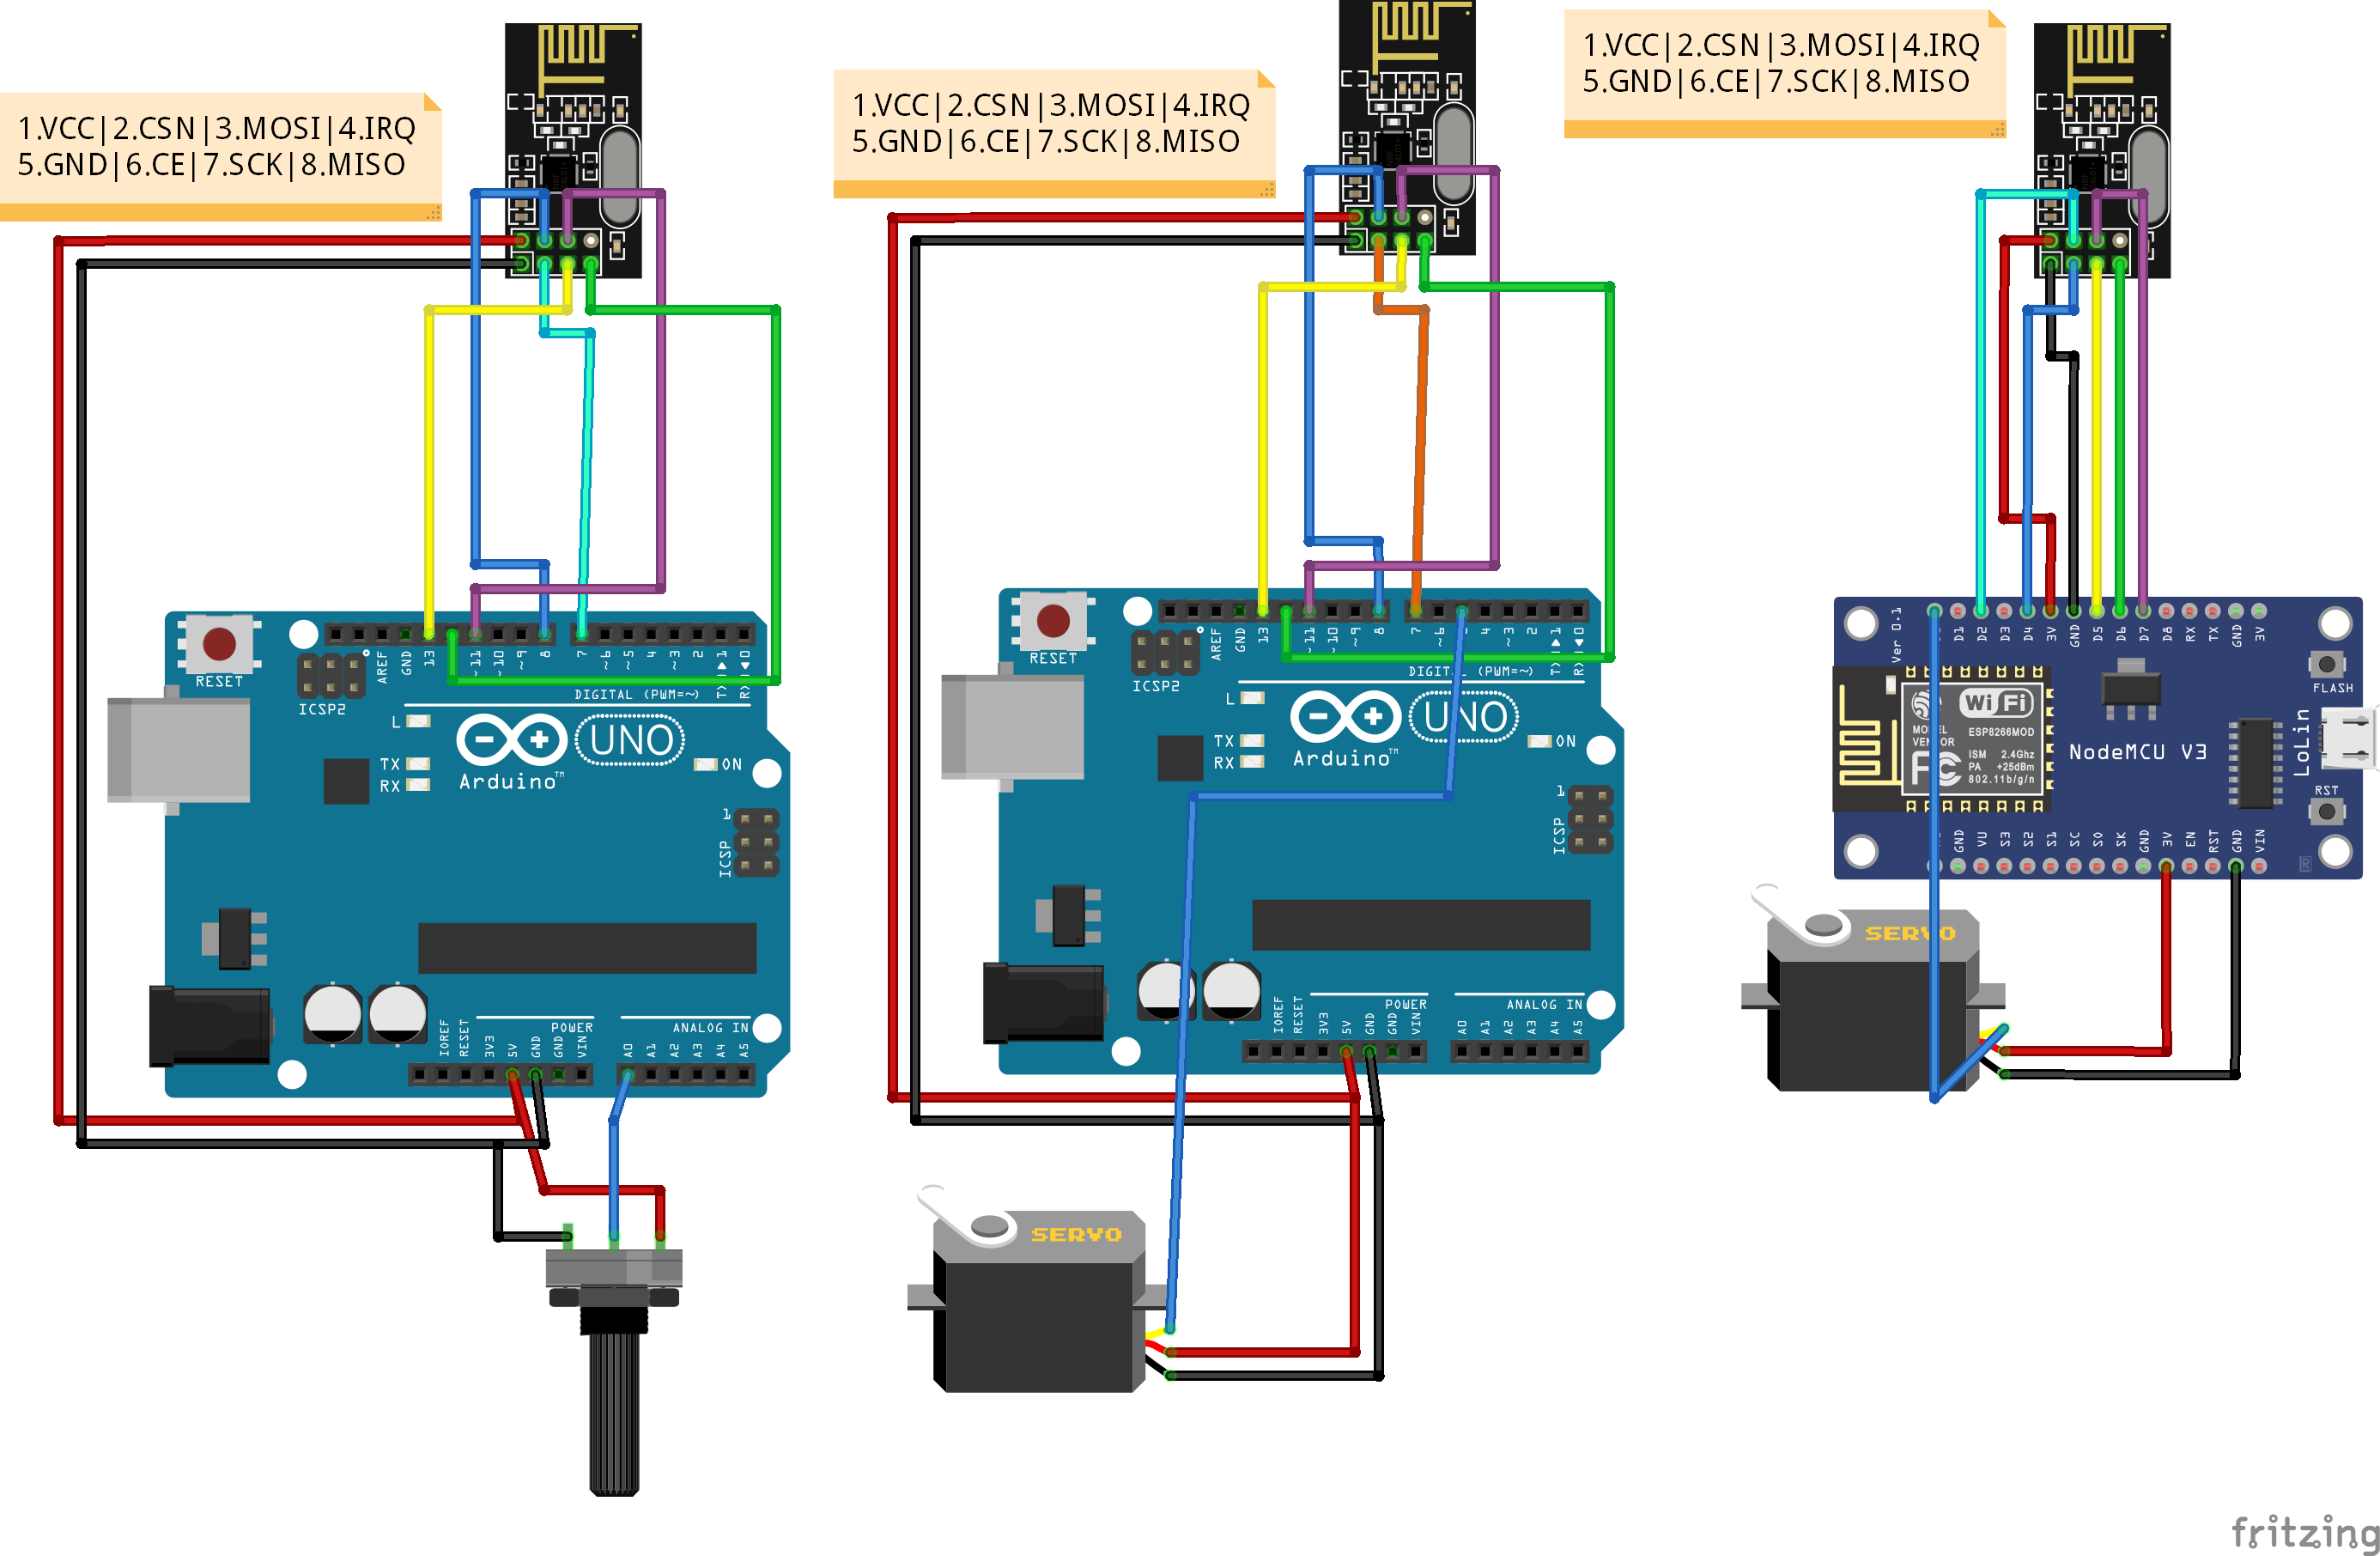 1.VCC|2.CSN|3.MOSI|4.IRQ
5.GND|6.CE|7.SCK|8.MISO
1.VCC|2.CSN|3.MOSI|4.IRQ
5.GND|6.CE|7.SCK|8.MISO
1.VCC|2.CSN|3.MOSI|4.IRQ
5.GND|6.CE|7.SCK|8.MISO
RESET
ICSP2
AREF
GND
13
~11
~10
~9
8
7
~6
~5
4
~3
2
1
0
DIGITAL (PWM=~)
L
TX
RX
Arduino™
UNO
ON
1
ICSP
IOREF
RESET
3V3
5V
GND
GND
VIN
POWER
A0
A1
A2
A3
A4
A5
ANALOG IN
RESET
ICSP2
AREF
GND
13
~11
~10
~9
8
7
~6
4
~3
2
1
0
L
TX
RX
Arduino™
UNO
ON
1
ICSP
IOREF
RESET
3V3
5V
GND
GND
VIN
POWER
A0
A1
A2
A3
A4
A5
ANALOG IN
SERVO
Ver 0.1
D1
D2
D3
D4
3V
GND
D5
D6
D7
D8
RX
TX
GND
3V
FLASH
WiFi
MODEL
VENDOR
ESP8266MOD
ISM 2.4Ghz
PA +25dBm
802.11b/g/n
FC
NodeMCU V3
LoLin
RST
GND
VU
S3
S2
S1
SC
S0
SK
GND
3V
EN
RST
GND
VIN
SERVO
fritzing